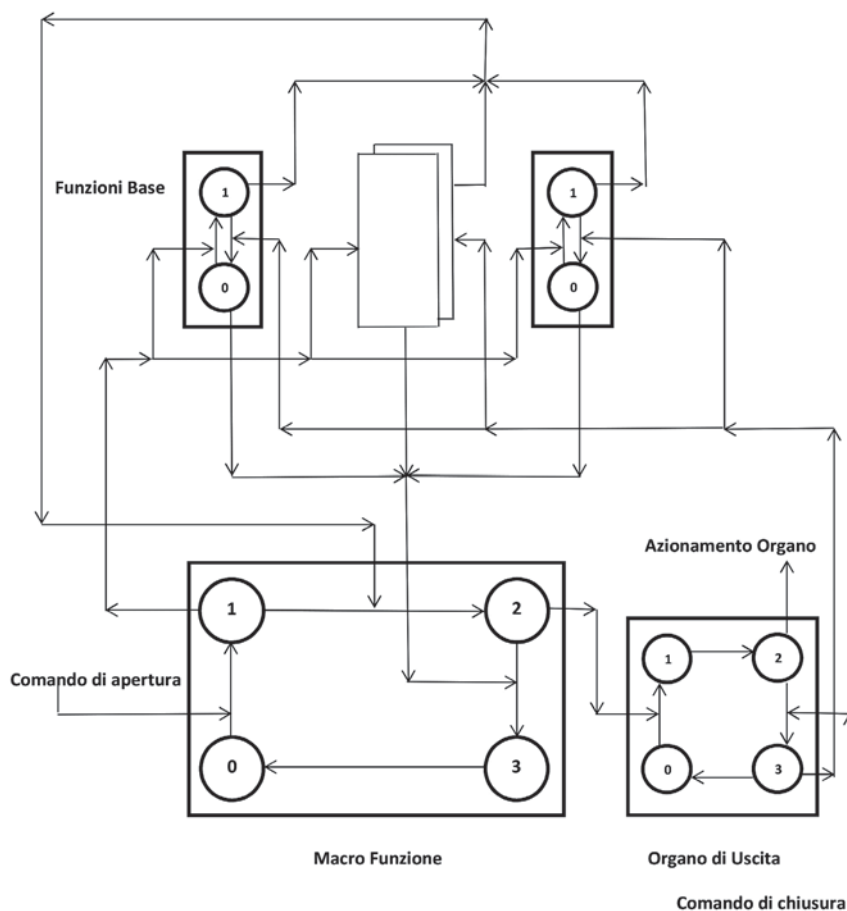 Funzioni Base
1
0
1
0
Azionamento Organo
1
2
1
2
Comando di apertura
0
3
0
3
Macro Funzione
Organo di Uscita
Comando di chiusura